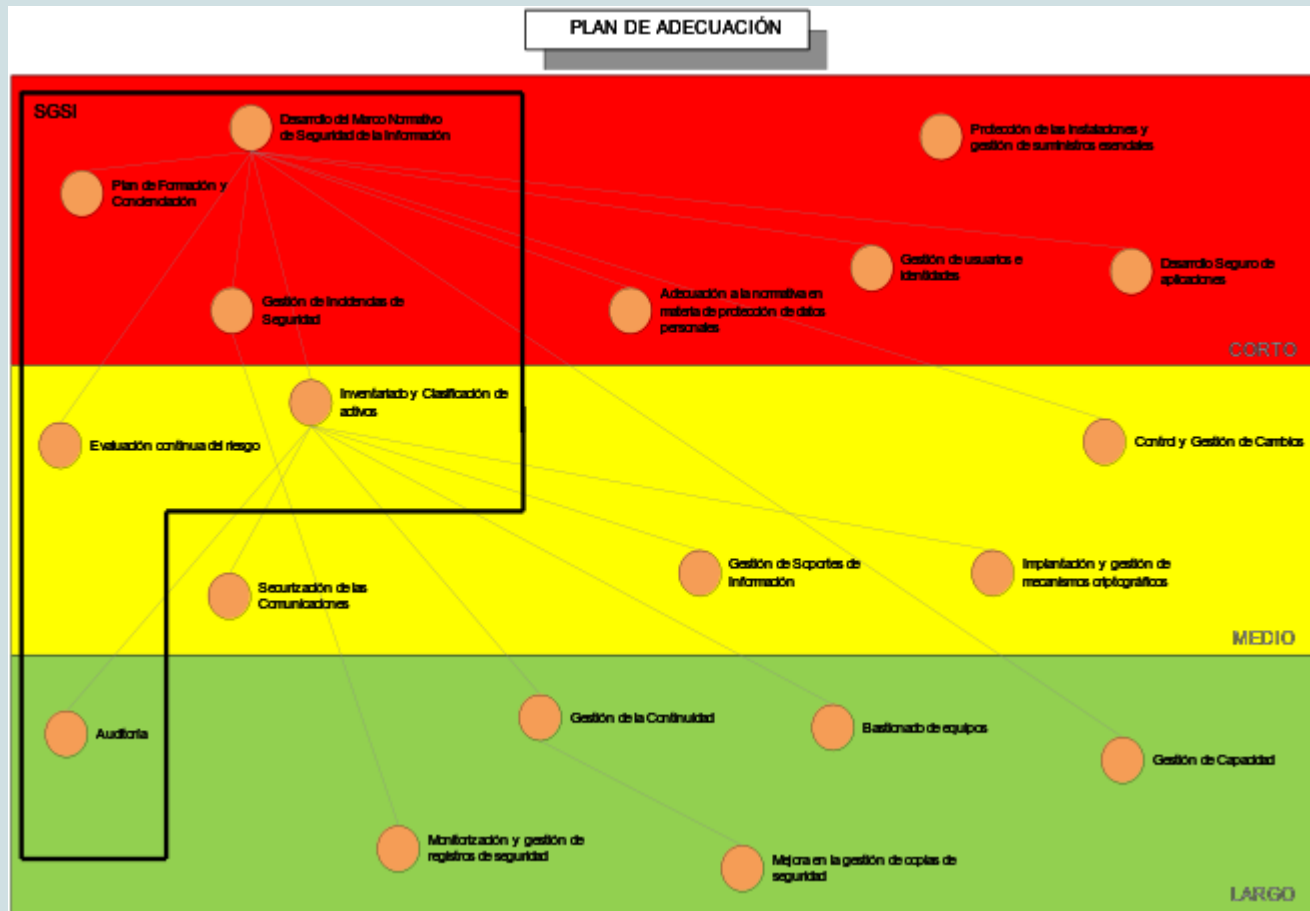 PLAN DE ADECUACIÓN
SGSI
Desarrollo del Marco Normativo
de Seguridad de la Información
Protección de las Instalaciones y
gestión de suministros esenciales
Plan de Formación y
Concienciación
Gestión de usuarios e
identidades
Desarrollo Seguro de
aplicaciones
Gestión de Incidencias de
Seguridad
Adecuación a la normativa en
materia de protección de datos
personales
CORTO
Inventariado y Clasificación de
activos
Evaluación continua del riesgo
Control y Gestión de Cambios
Gestión de Soportes de
Información
Implantación y gestión de
mecanismos criptográficos
Securización de las
Comunicaciones
MEDIO
Gestión de la Continuidad
Bastionado de equipos
Auditoría
Gestión de Capacidad
Monitorización y gestión de
registros de seguridad
Mejora en la gestión de copias de
seguridad
LARGO